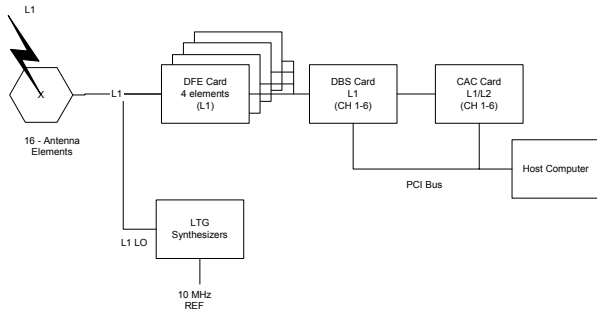 L1
X
16 - Antenna
Elements
L1
DFE Card
4 elements
(L1)
DBS Card
L1
(CH 1-6)
CAC Card
L1/L2
(CH 1-6)
Host Computer
PCI Bus
L1 LO
LTG
Synthesizers
10 MHz
REF